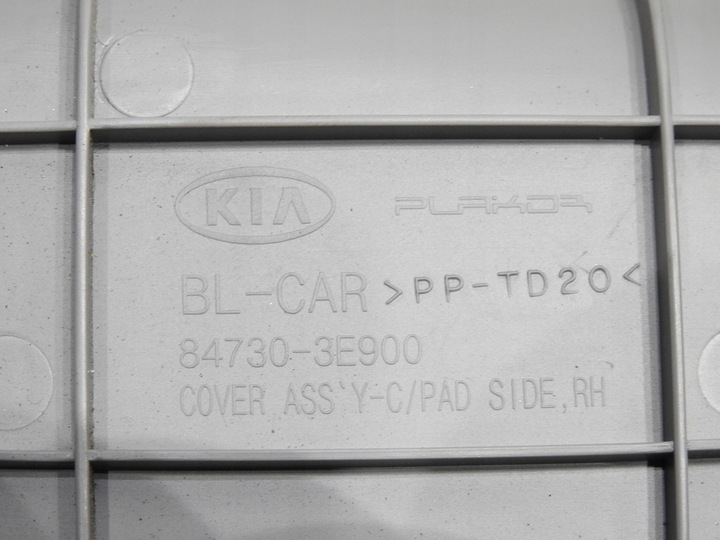 KIA PLAKOR
BL-CAR >PP-TD20<
84730-3E900
COVER ASS'Y-C/PAD SIDE,RH